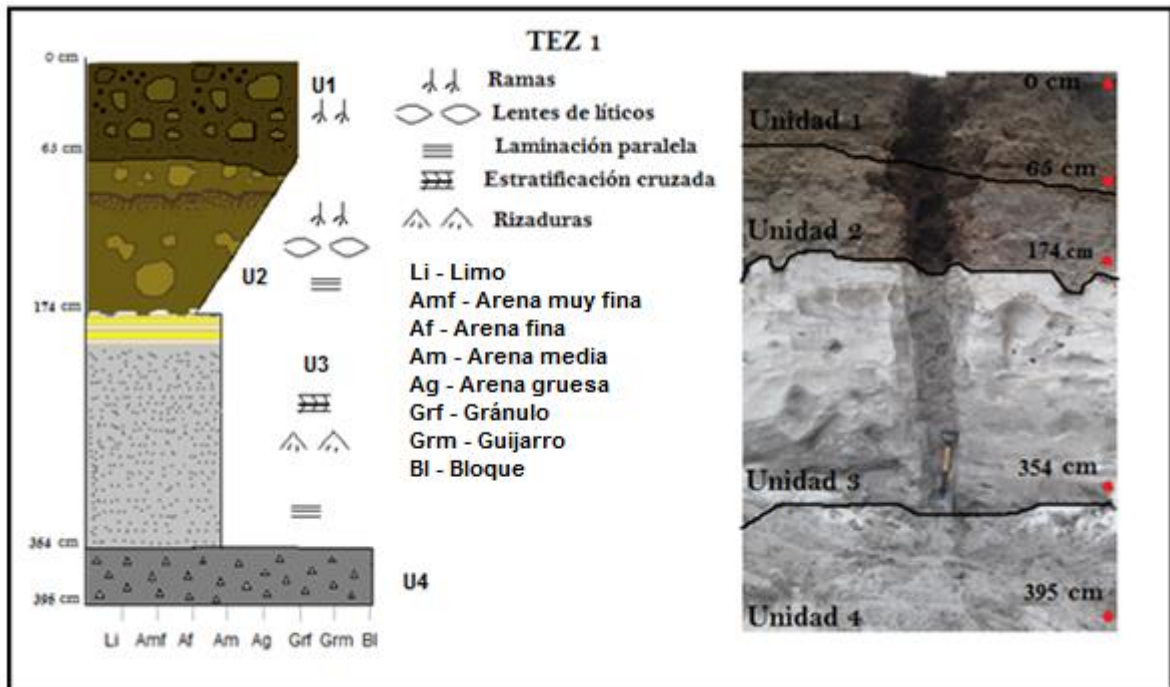 TEZ 1
0 cm
U1
65 cm
U2
174 cm
U3
354 cm
U4
395 cm
Li Amf Af Am Ag Grf Grm Bl
Ramas
Lentes de líticos
Laminación paralela
Estratificación cruzada
Rizaduras
Li - Limo
Amf - Arena muy fina
Af - Arena fina
Am - Arena media
Ag - Arena gruesa
Grf - Gránulo
Grm - Guijarro
Bl - Bloque
0 cm
Unidad 1
65 cm
Unidad 2
174 cm
354 cm
Unidad 3
395 cm
Unidad 4